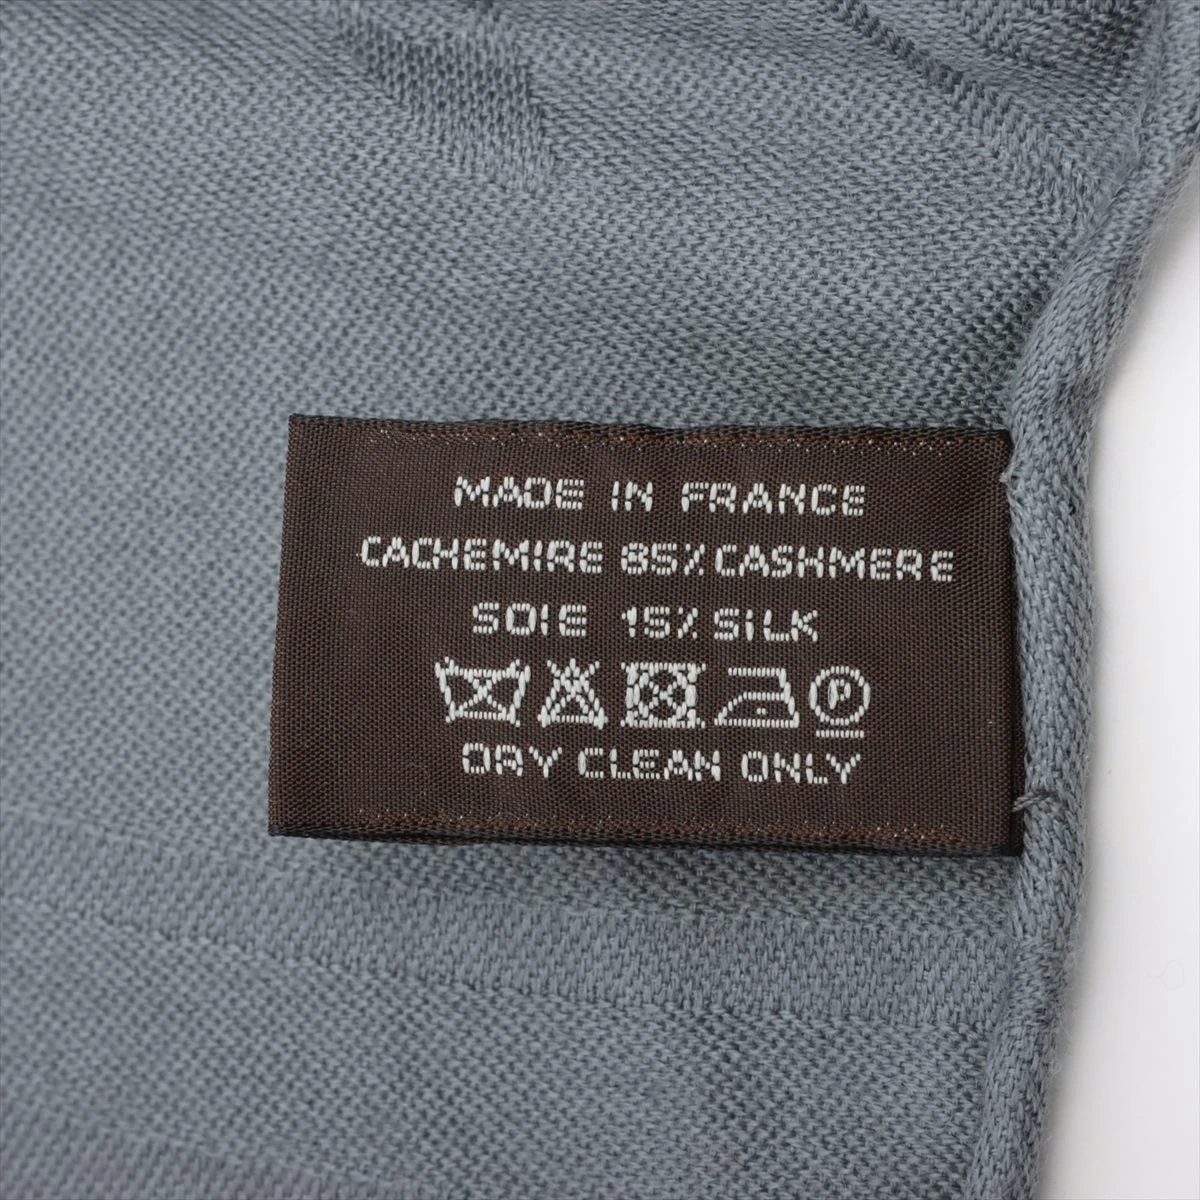 MADE IN FRANCE
CACHEMIRE 85% CASHMERE
SOIE 15% SILK
P
DRY CLEAN ONLY